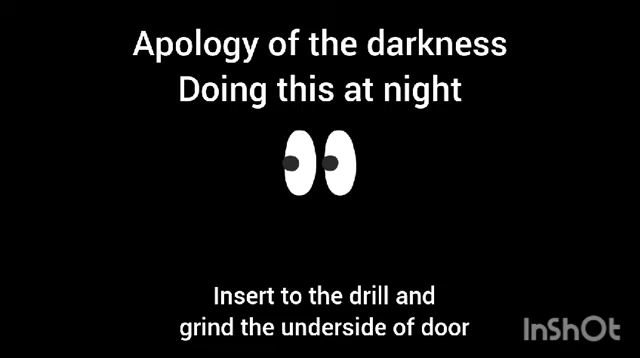 Apology of the darkness
Doing this at night
Insert to the drill and
grind the underside of door
InShOt